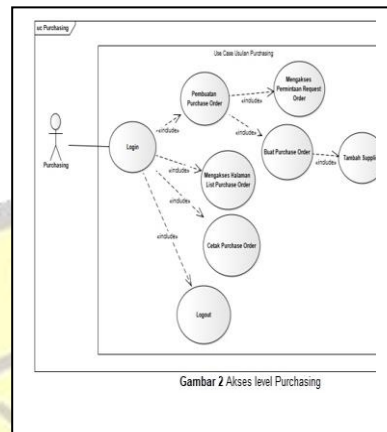 uc Purchasing
Use Case Usulan Purchasing
Pembuatan
Purchase Order
Mengakses
Permintaan Request
Order
«include»
«include»
Login
Purchasing
«include»
Buat Purchase Order
«include»
Tambah Suppli
«include»
Mengakses Halaman
List Purchase Order
«include»
Cetak Purchase Order
«include»
Logout
Gambar 2 Akses level Purchasing